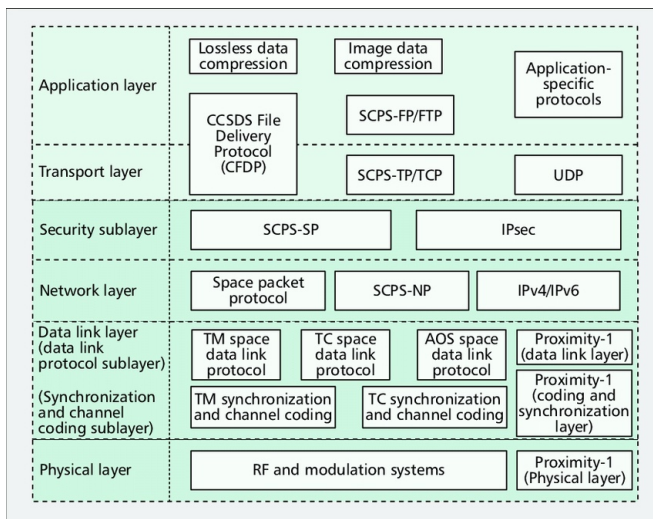 Application layer
Lossless data
compression
Image data
compression
Application-
specific
protocols
CCSDS File
Delivery
Protocol
(CFDP)
SCPS-FP/FTP
Transport layer
SCPS-TP/TCP
UDP
Security sublayer
SCPS-SP
IPsec
Network layer
Space packet
protocol
SCPS-NP
IPv4/IPv6
Data link layer
(data link
protocol sublayer)
TM space
data link
protocol
TC space
data link
protocol
AOS space
data link
protocol
Proximity-1
(data link layer)
(Synchronization
and channel
coding sublayer)
TM synchronization
and channel coding
TC synchronization
and channel coding
Proximity-1
(coding and
synchronization
layer)
Physical layer
RF and modulation systems
Proximity-1
(Physical layer)